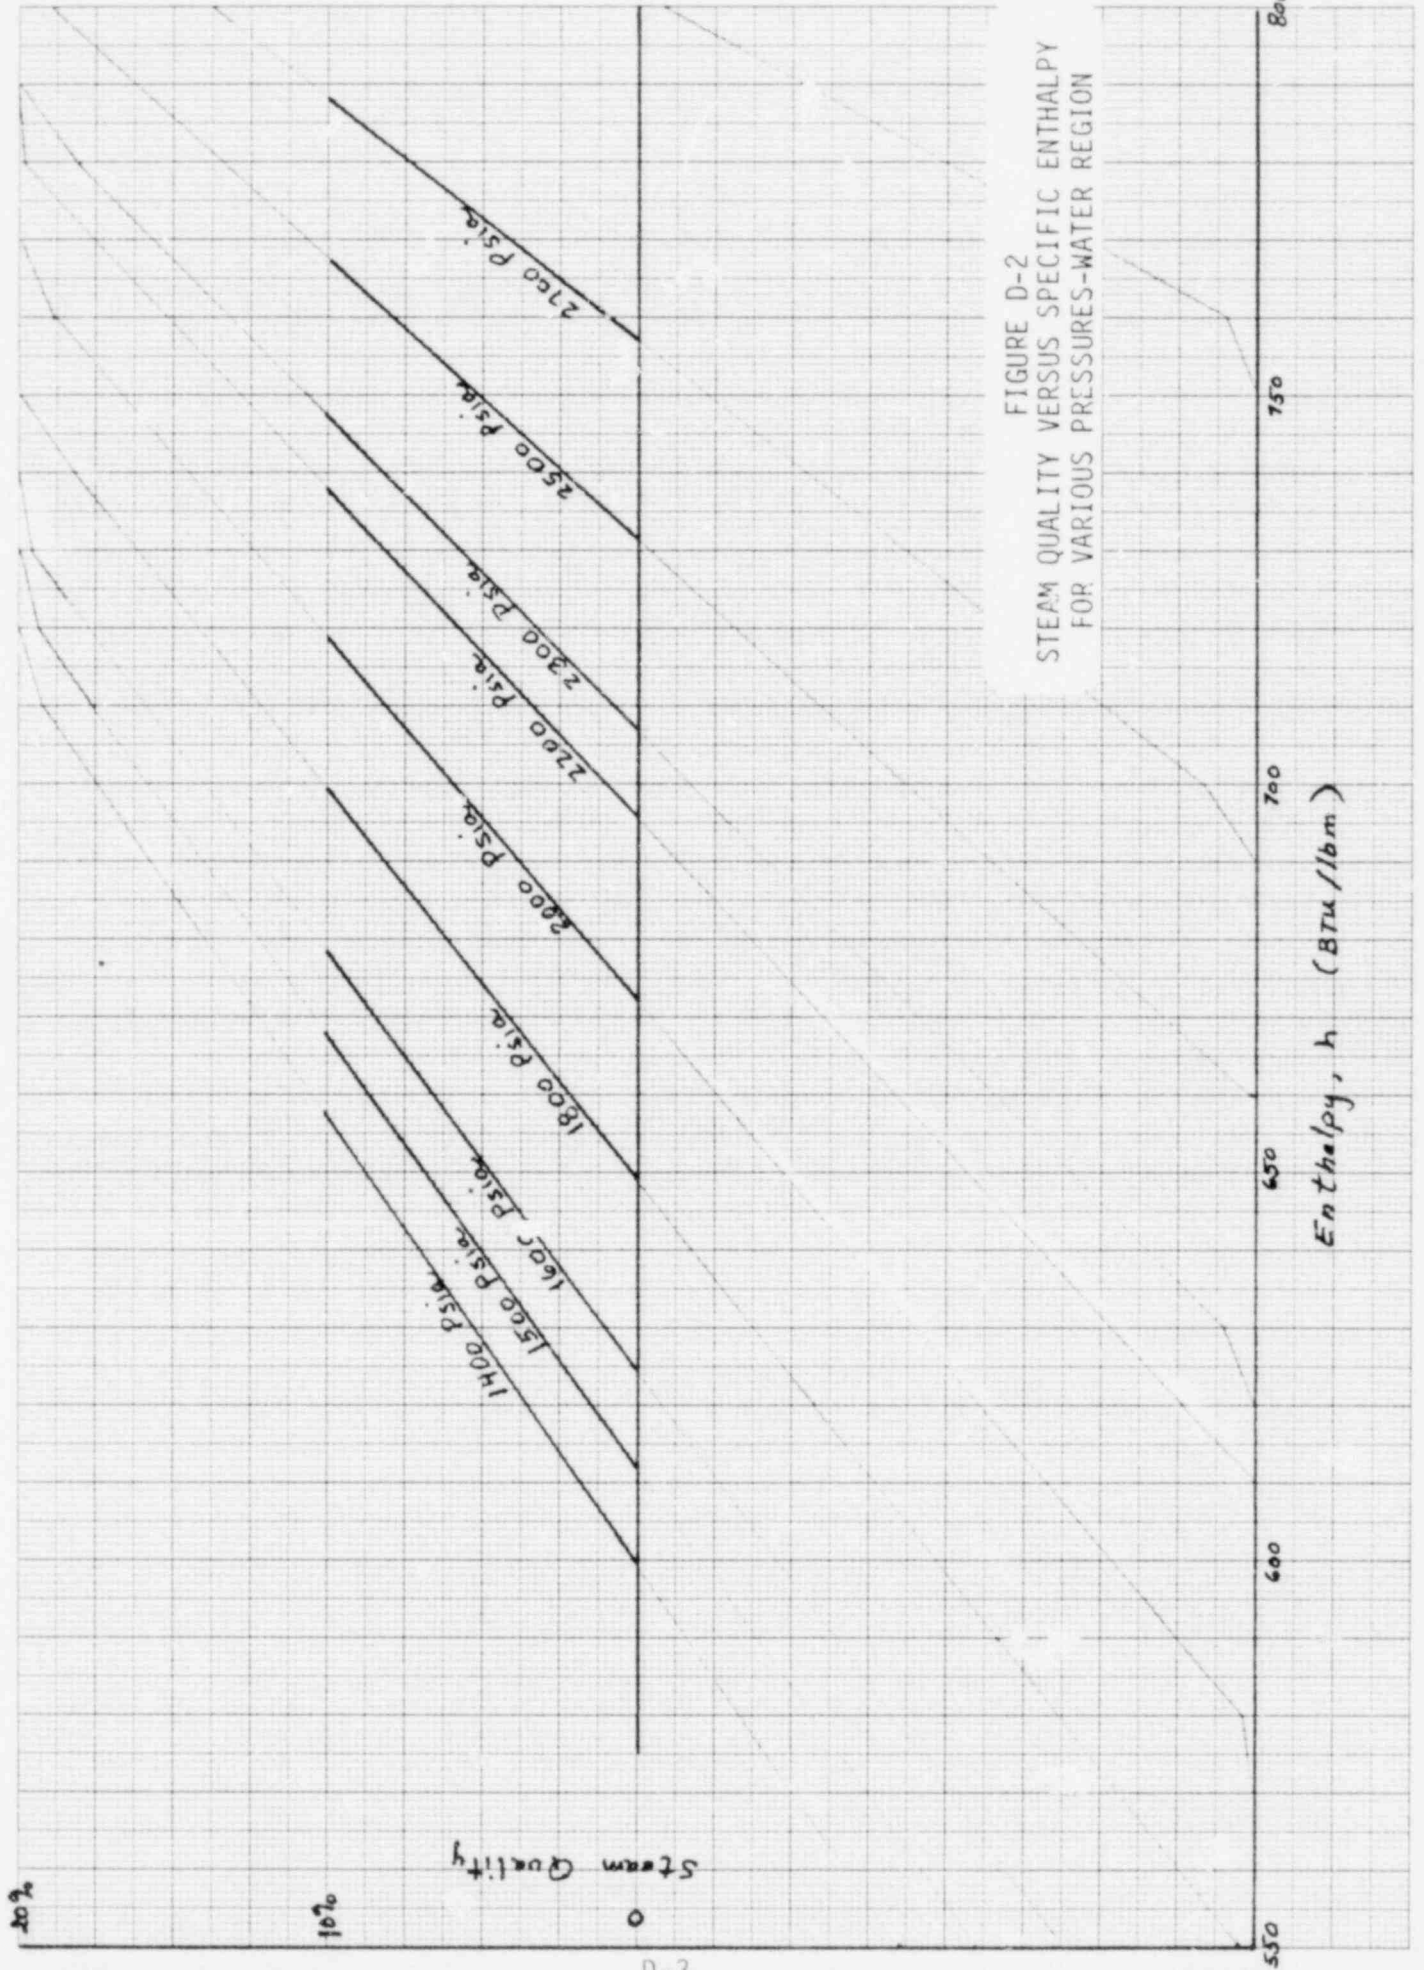 20%
10%
0
Steam Quality
1400 Psia
1500 Psia
1600 Psia
1800 Psia
2000 Psia
2200 Psia
2300 Psia
2500 Psia
2700 Psia
550
600
650
700
750
Enthalpy, h (BTU/lbm)
FIGURE D-2
STEAM QUALITY VERSUS SPECIFIC ENTHALPY
FOR VARIOUS PRESSURES-WATER REGION